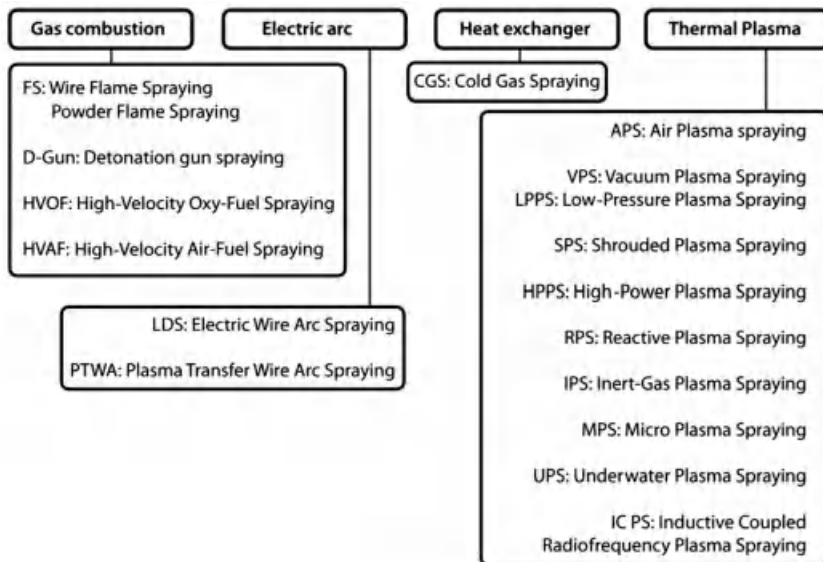 Gas combustion
Electric arc
Heat exchanger
Thermal Plasma
FS: Wire Flame Spraying
Powder Flame Spraying
D-Gun: Detonation gun spraying
HVOF: High-Velocity Oxy-Fuel Spraying
HVAF: High-Velocity Air-Fuel Spraying
LDS: Electric Wire Arc Spraying
PTWA: Plasma Transfer Wire Arc Spraying
CGS: Cold Gas Spraying
APS: Air Plasma spraying
VPS: Vacuum Plasma Spraying
LPPS: Low-Pressure Plasma Spraying
SPS: Shrouded Plasma Spraying
HPPS: High-Power Plasma Spraying
RPS: Reactive Plasma Spraying
IPS: Inert-Gas Plasma Spraying
MPS: Micro Plasma Spraying
UPS: Underwater Plasma Spraying
IC PS: Inductive Coupled
Radiofrequency Plasma Spraying